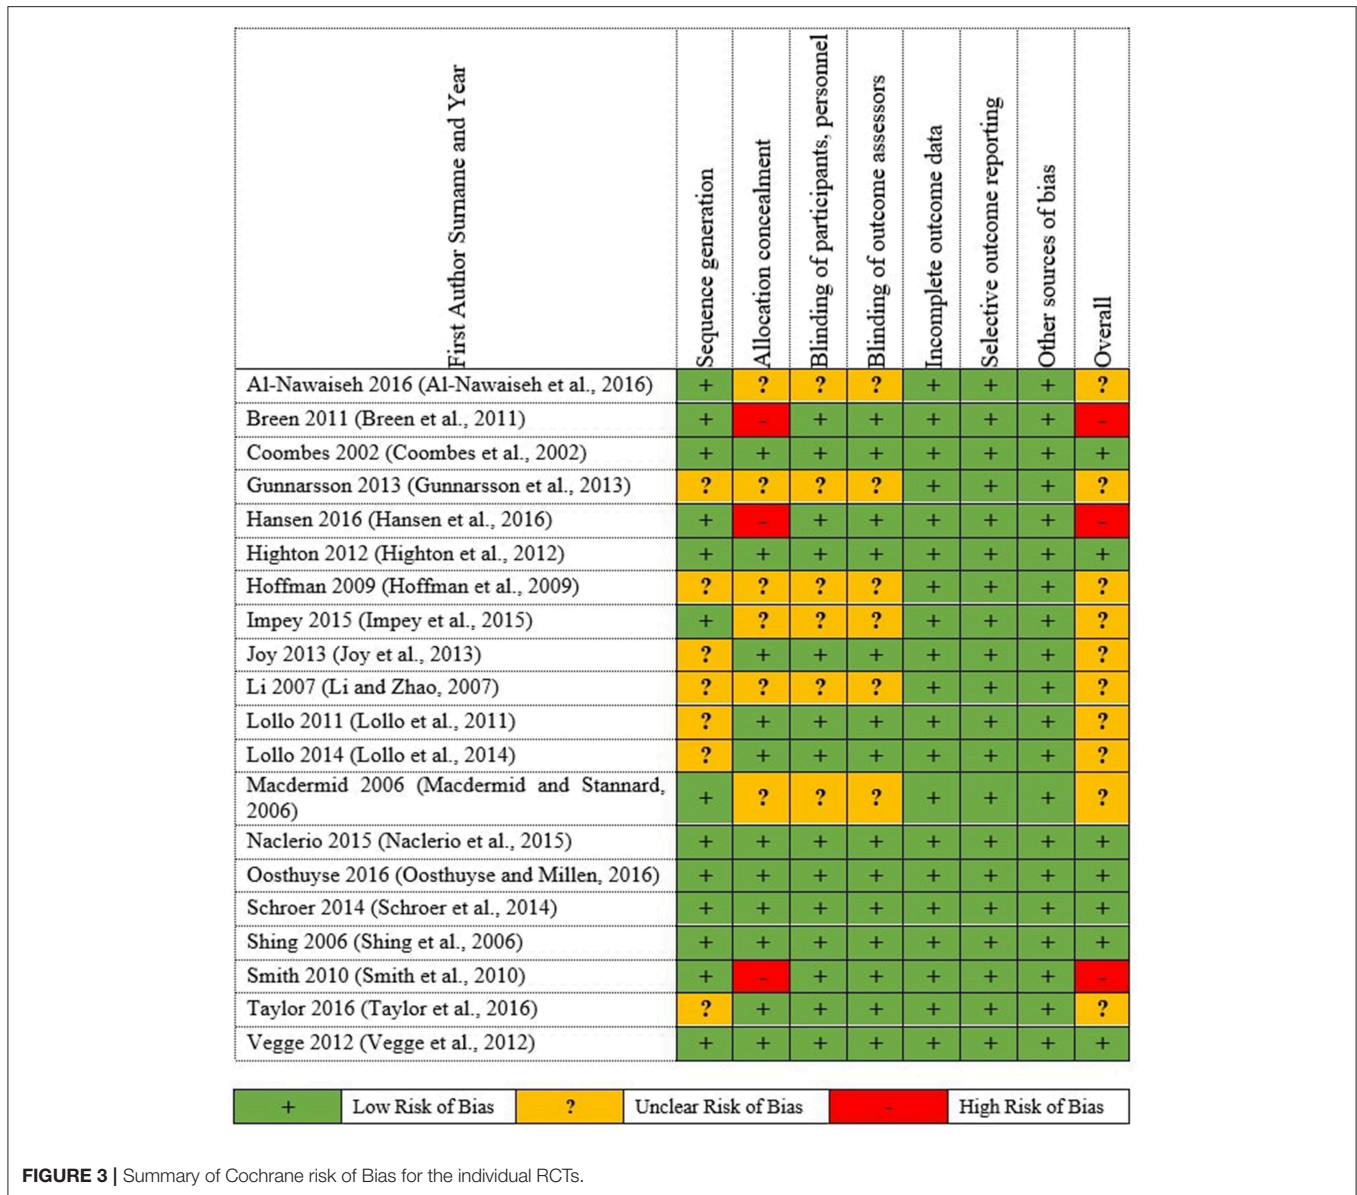 First Author Surname and Year
Sequence generation
Allocation concealment
Blinding of participants, personnel
Blinding of outcome assessors
Incomplete outcome data
Selective outcome reporting
Other sources of bias
Overall
Al-Nawaiseh 2016 (Al-Nawaiseh et al., 2016) + ? ? ? + + + ?
Breen 2011 (Breen et al., 2011) + - + + + + + -
Coombes 2002 (Coombes et al., 2002) + + + + + + + +
Gunnarsson 2013 (Gunnarsson et al., 2013) ? ? ? ? + + + ?
Hansen 2016 (Hansen et al., 2016) + - + + + + + -
Highton 2012 (Highton et al., 2012) + + + + + + + +
Hoffman 2009 (Hoffman et al., 2009) ? ? ? ? + + + ?
Impey 2015 (Impey et al., 2015) + ? ? ? + + + ?
Joy 2013 (Joy et al., 2013) ? + + + + + + ?
Li 2007 (Li and Zhao, 2007) ? ? ? ? + + + ?
Lollo 2011 (Lollo et al., 2011) ? + + + + + + ?
Lollo 2014 (Lollo et al., 2014) ? + + + + + + ?
Macdermid 2006 (Macdermid and Stannard,
2006) + ? ? ? + + + ?
Naclerio 2015 (Naclerio et al., 2015) + + + + + + + +
Oosthuyse 2016 (Oosthuyse and Millen, 2016) + + + + + + + +
Schroer 2014 (Schroer et al., 2014) + + + + + + + +
Shing 2006 (Shing et al., 2006) + + + + + + + +
Smith 2010 (Smith et al., 2010) + - + + + + + -
Taylor 2016 (Taylor et al., 2016) ? + + + + + + ?
Vegge 2012 (Vegge et al., 2012) + + + + + + + +
+ Low Risk of Bias ? Unclear Risk of Bias - High Risk of Bias
FIGURE 3 | Summary of Cochrane risk of Bias for the individual RCTs.